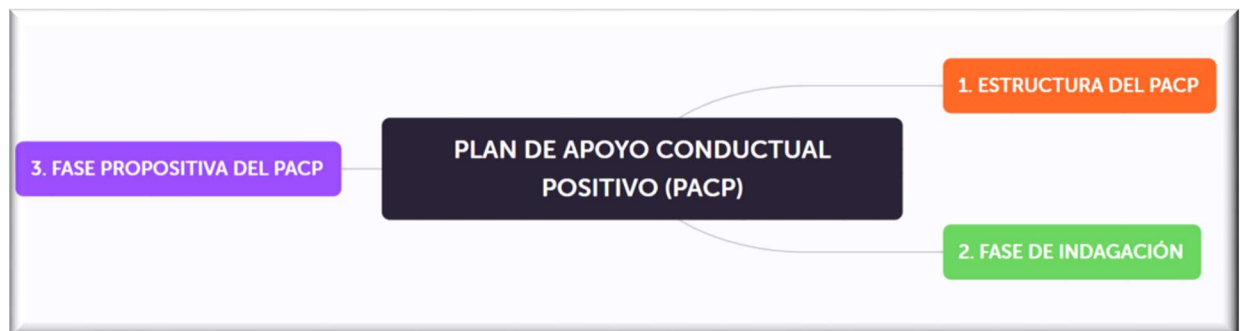 PLAN DE APOYO CONDUCTUAL
POSITIVO (PACP)
1. ESTRUCTURA DEL PACP
2. FASE DE INDAGACIÓN
3. FASE PROPOSITIVA DEL PACP